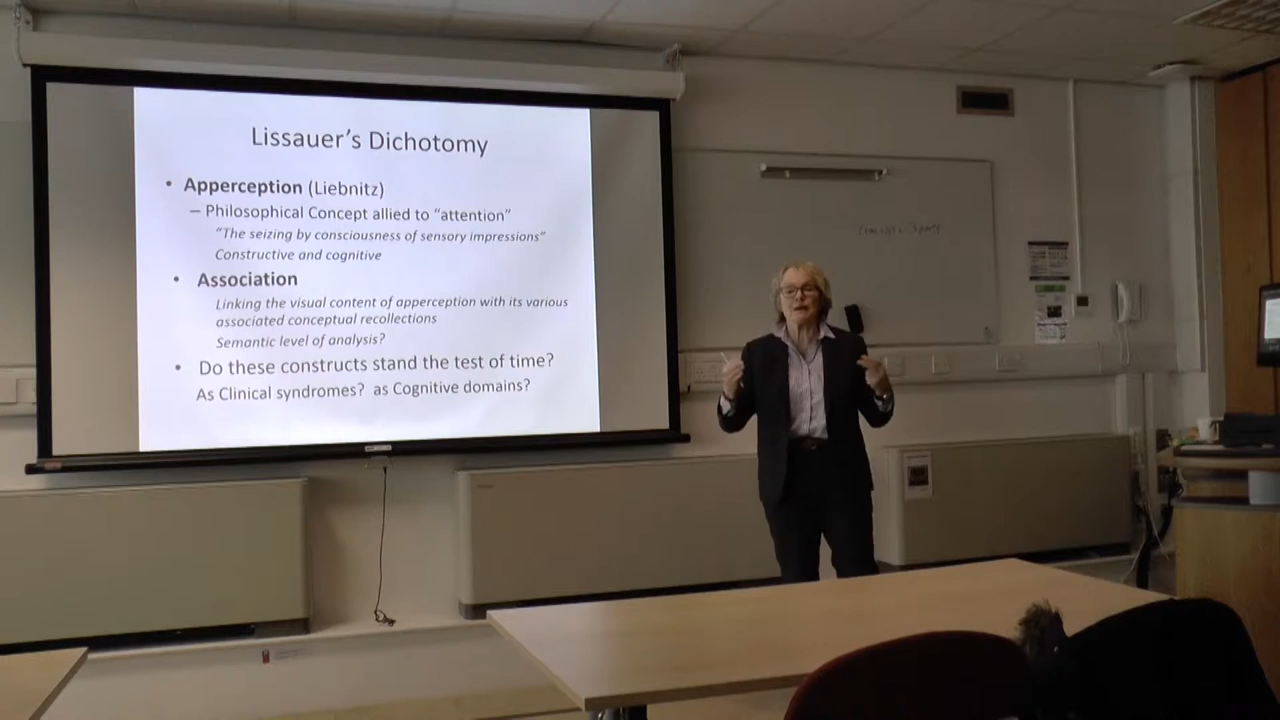 Lissauer's Dichotomy
• Apperception (Liebnitz)
– Philosophical Concept allied to "attention"
"The seizing by consciousness of sensory impressions"
Constructive and cognitive
• Association
Linking the visual content of apperception with its various
associated conceptual recollections
Semantic level of analysis?
• Do these constructs stand the test of time?
As Clinical syndromes? as Cognitive domains?